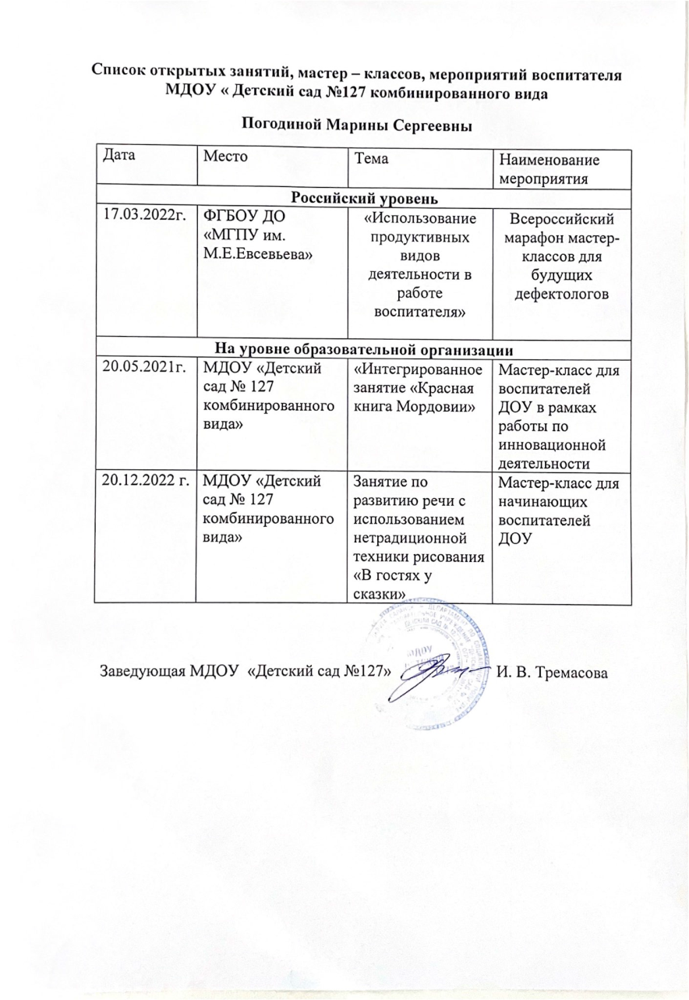 Список открытых занятий, мастер – классов, мероприятий воспитателя
МДОУ « Детский сад №127 комбинированного вида
Погодиной Марины Сергеевны
Дата
Место
Тема
Наименование
мероприятия
Российский уровень
17.03.2022г.
ФГБОУ ДО
«МГПУ им.
М.Е.Евсевьева»
«Использование
продуктивных
видов
деятельности в
работе
воспитателя»
Всероссийский
марафон мастер-
классов для
будущих
дефектологов
На уровне образовательной организации
20.05.2021г.
МДОУ «Детский
сад № 127
комбинированного
вида»
«Интегрированное
занятие «Красная
книга Мордовии»
Мастер-класс для
воспитателей
ДОУ в рамках
работы по
инновационной
деятельности
20.12.2022 г.
МДОУ «Детский
сад № 127
комбинированного
вида»
Занятие по
развитию речи с
использованием
нетрадиционной
техники рисования
«В гостях у
сказки»
Мастер-класс для
начинающих
воспитателей
ДОУ
Заведующая МДОУ «Детский сад №127»
И. В. Тремасова
МДОУ